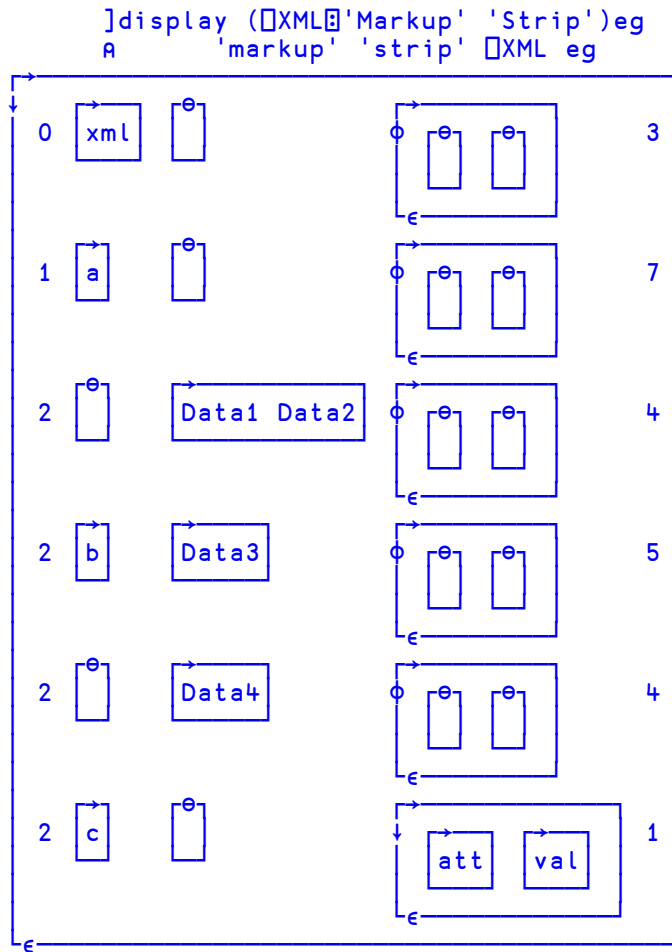 ]display (⎕XML⍠'Markup' 'Strip')eg
⍝ 'markup' 'strip' ⎕XML eg
0 xml 3
1 a 7
2 Data1 Data2 4
2 b Data3 5
2 Data4 4
2 c att val 1